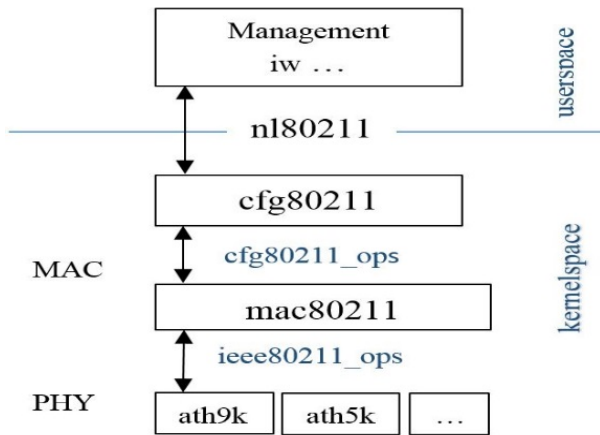 Management
iw ...
userspace
nl80211
cfg80211
cfg80211_ops
MAC
mac80211
kernelspace
ieee80211_ops
PHY
ath9k
ath5k
...